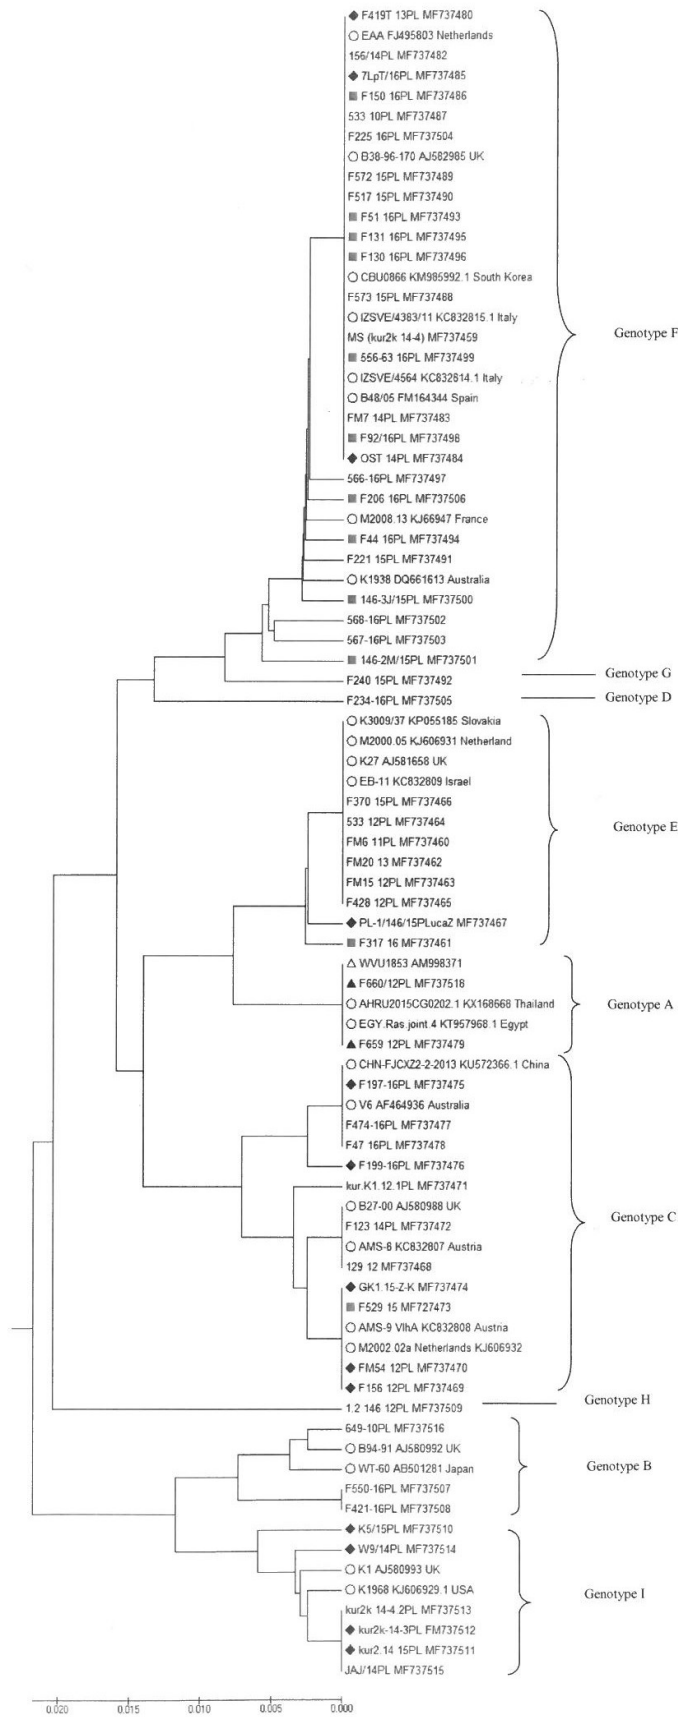 F419T 13PL MF737480
EAA FJ495803 Netherlands
156/14PL MF737482
7LpT/16PL MF737485
F150 16PL MF737486
533 10PL MF737487
F225 16PL MF737504
B38-96-170 AJ582985 UK
F572 15PL MF737489
F517 15PL MF737490
F51 16PL MF737493
F131 16PL MF737495
F130 16PL MF737496
CBU0866 KM985992.1 South Korea
F573 15PL MF737488
IZSVE/4383/11 KC832815.1 Italy
Genotype F
MS (kur2k 14-4) MF737459
556-63 16PL MF737499
IZSVE/4564 KC832814.1 Italy
B48/05 FM164344 Spain
FM7 14PL MF737483
F92/16PL MF737498
OST 14PL MF737484
566-16PL MF737497
F206 16PL MF737506
M2008.13 KJ66947 France
F44 16PL MF737494
F221 15PL MF737491
K1938 DQ661613 Australia
146-3J/15PL MF737500
568-16PL MF737502
567-16PL MF737503
146-2M/15PL MF737501
F240 15PL MF737492 Genotype G
F234-16PL MF737505 Genotype D
K3009/37 KP055185 Slovakia
M2000.05 KJ606931 Netherland
K27 AJ581658 UK
EB-11 KC832809 Israel
F370 15PL MF737466
533 12PL MF737464
Genotype E
FM6 11PL MF737460
FM20 13 MF737462
FM15 12PL MF737463
F428 12PL MF737465
PL-1/146/15PLucaZ MF737467
F317 16 MF737461
WVU1853 AM998371
F660/12PL MF737518
AHRU2015CG0202.1 KX168668 Thailand Genotype A
EGY.Ras.joint.4 KT957968.1 Egypt
F659 12PL MF737479
CHN-FJCXZ2-2-2013 KU572366.1 China
F197-16PL MF737475
V6 AF464936 Australia
F474-16PL MF737477
F47 16PL MF737478
F199-16PL MF737476
kur.K1.12.1PL MF737471
B27-00 AJ580988 UK
Genotype C
F123 14PL MF737472
AMS-8 KC832807 Austria
129 12 MF737468
GK1.15-Z-K MF737474
F529 15 MF727473
AMS-9 VlhA KC832808 Austria
M2002.02a Netherlands KJ606932
FM54 12PL MF737470
F156 12PL MF737469
1.2 146 12PL MF737509 Genotype H
649-10PL MF737516
B94-91 AJ580992 UK
WT-60 AB501281 Japan Genotype B
F550-16PL MF737507
F421-16PL MF737508
K5/15PL MF737510
W9/14PL MF737514
K1 AJ580993 UK
K1968 KJ606929.1 USA Genotype I
kur2k 14-4.2PL MF737513
kur2k-14-3PL FM737512
kur2.14 15PL MF737511
JAJ/14PL MF737515
0.020 0.015 0.010 0.005 0.000